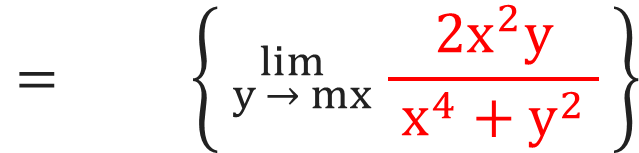 = { lim y → mx 2x²y / x⁴ + y² }